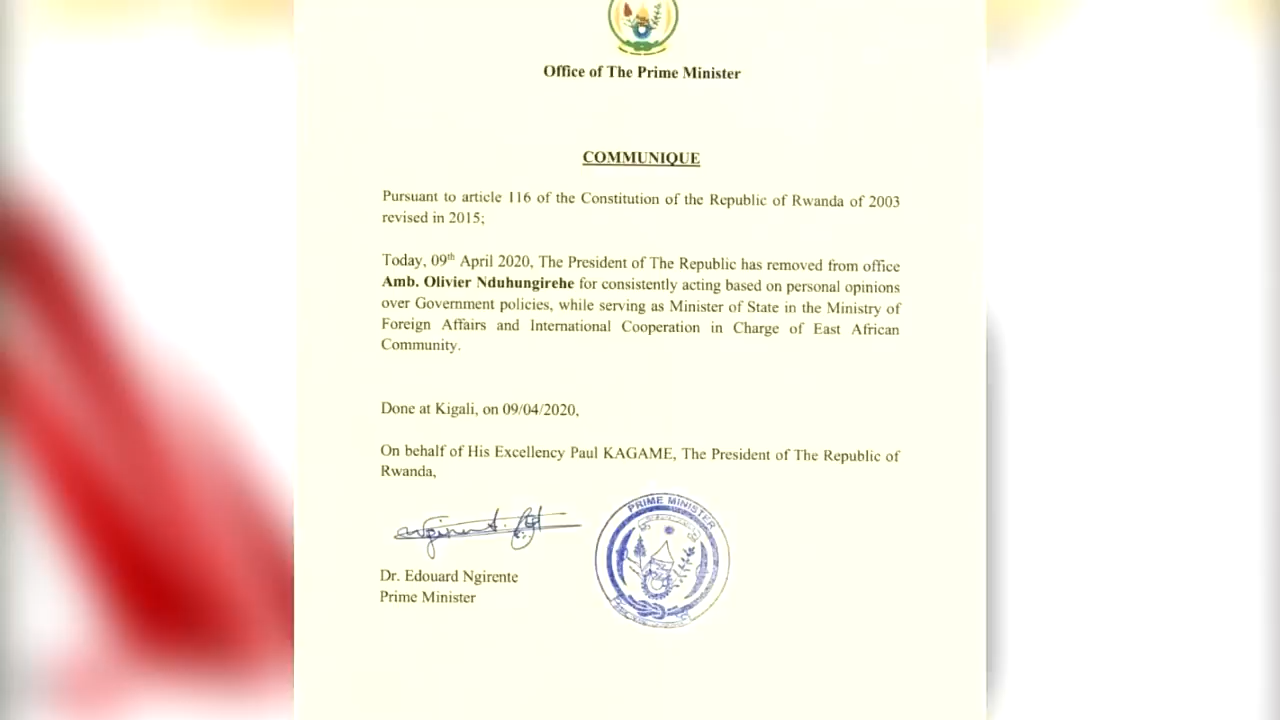 Office of The Prime Minister
COMMUNIQUE
Pursuant to article 116 of the Constitution of the Republic of Rwanda of 2003
revised in 2015;
Today, 09th April 2020, The President of The Republic has removed from office
Amb. Olivier Nduhungirehe for consistently acting based on personal opinions
over Government policies, while serving as Minister of State in the Ministry of
Foreign Affairs and International Cooperation in Charge of East African
Community.
Done at Kigali, on 09/04/2020,
On behalf of His Excellency Paul KAGAME, The President of The Republic of
Rwanda,
PRIME MINISTER
Dr. Edouard Ngirente
Prime Minister